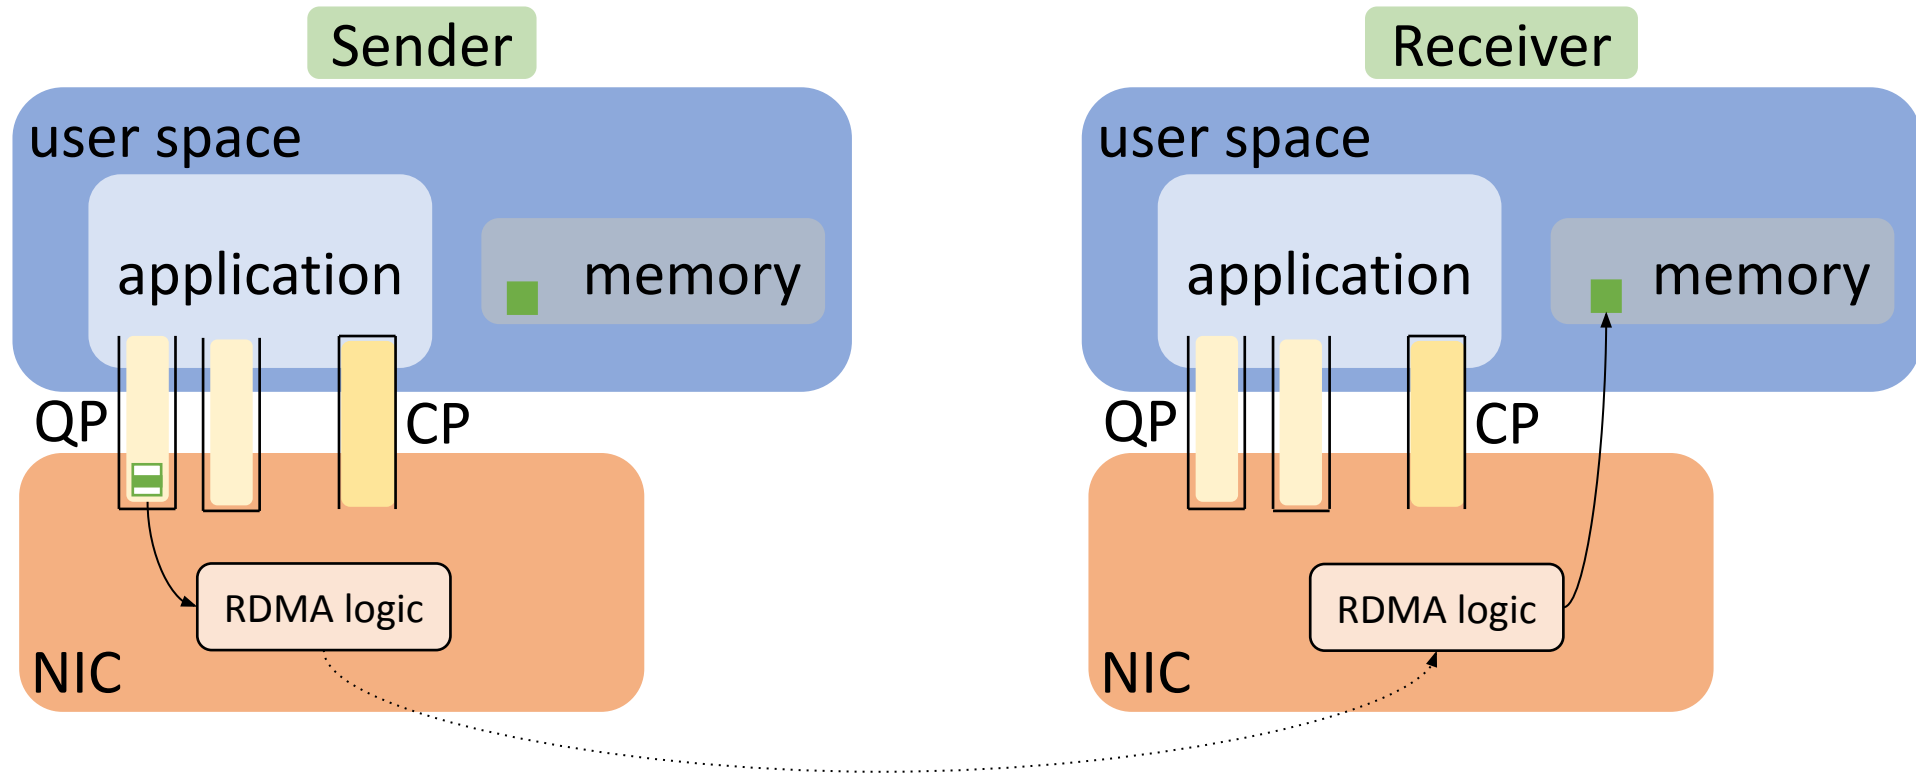 Sender
user space
application
memory
QP
CP
RDMA logic
NIC
Receiver
user space
application
memory
QP
CP
RDMA logic
NIC